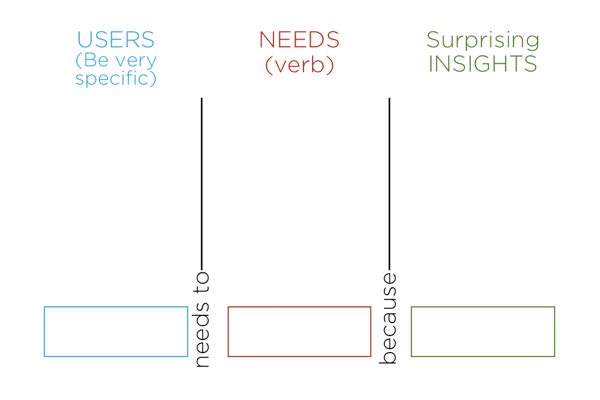 USERS
(Be very
specific)
NEEDS
(verb)
Surprising
INSIGHTS
needs to
because